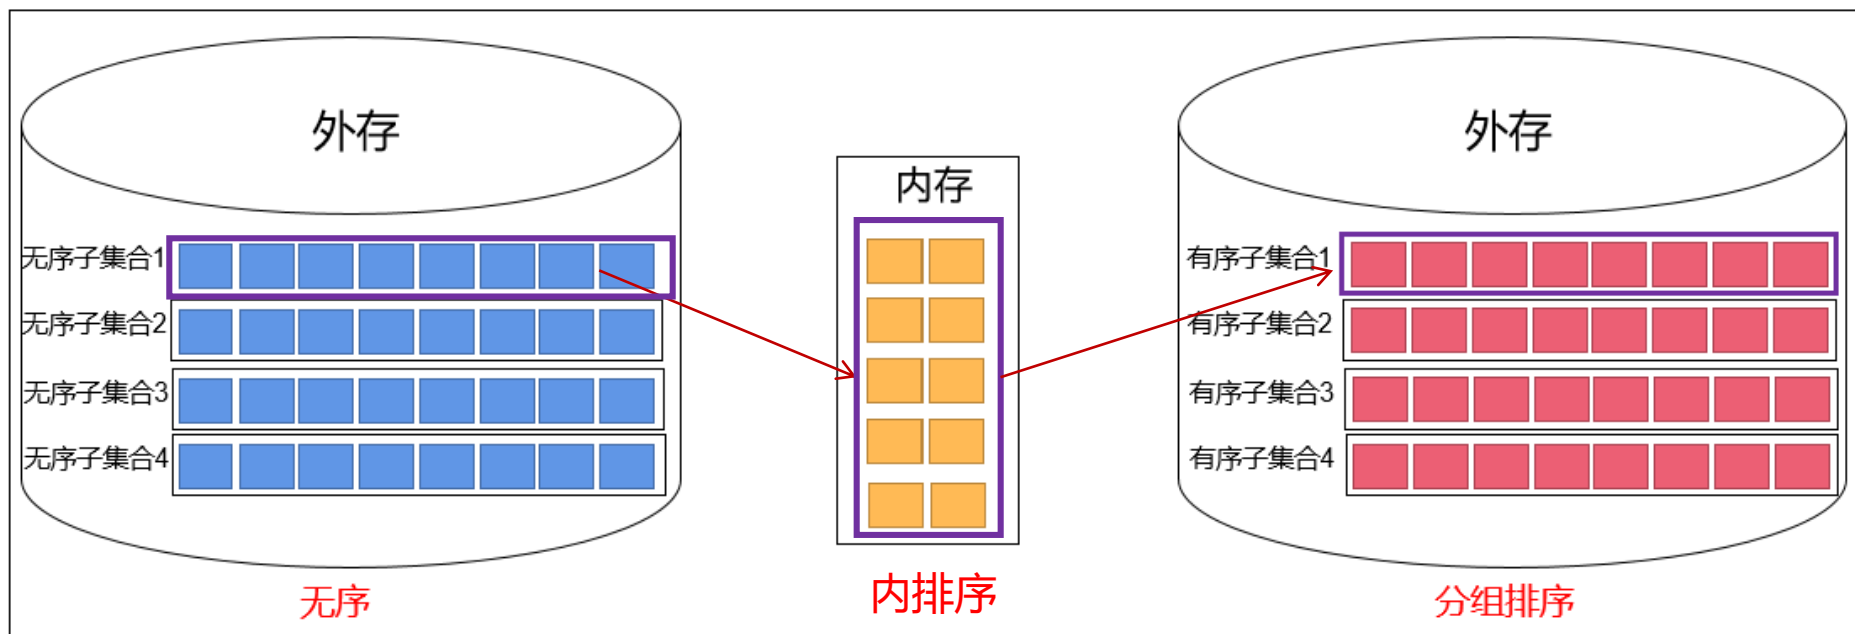 外存
无序子集合1
无序子集合2
无序子集合3
无序子集合4
无序
内存
内排序
外存
有序子集合1
有序子集合2
有序子集合3
有序子集合4
分组排序